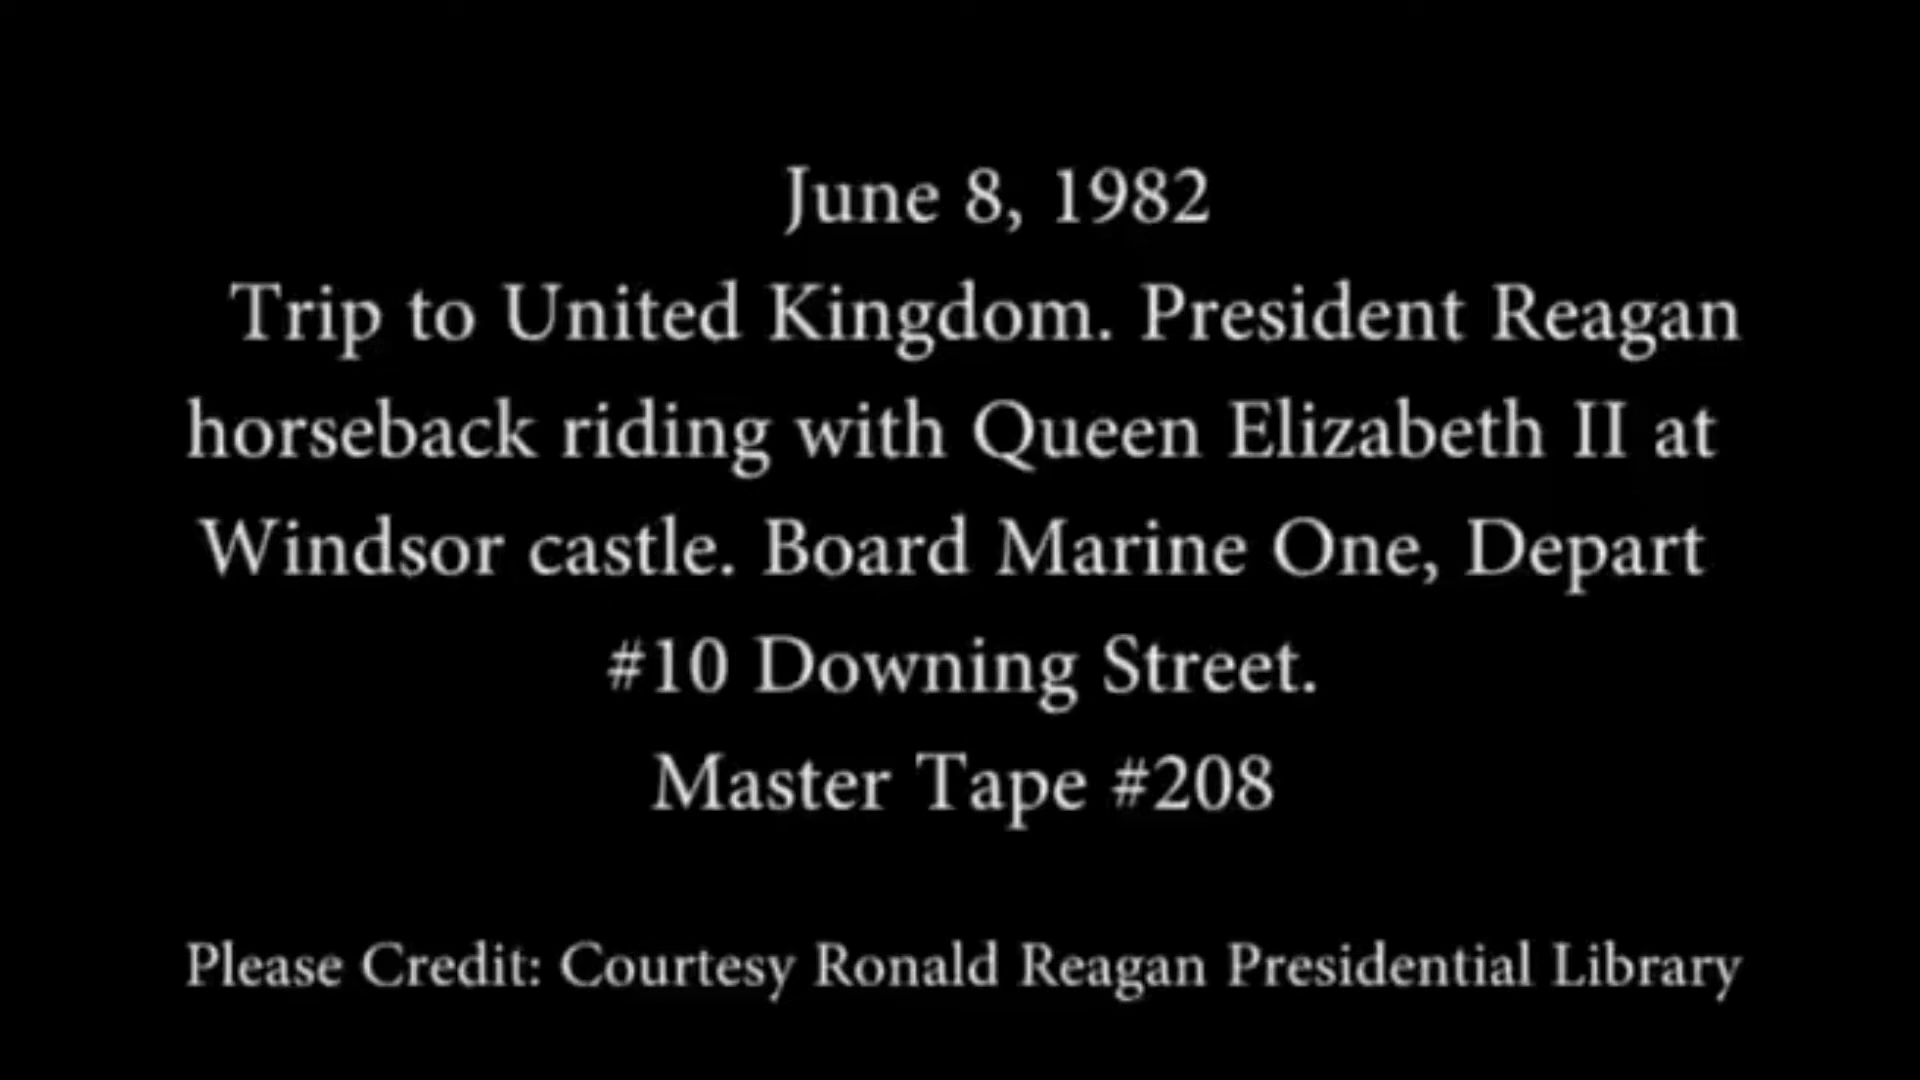 June 8, 1982
Trip to United Kingdom. President Reagan
horseback riding with Queen Elizabeth II at
Windsor castle. Board Marine One, Depart
#10 Downing Street.
Master Tape #208
Please Credit: Courtesy Ronald Reagan Presidential Library